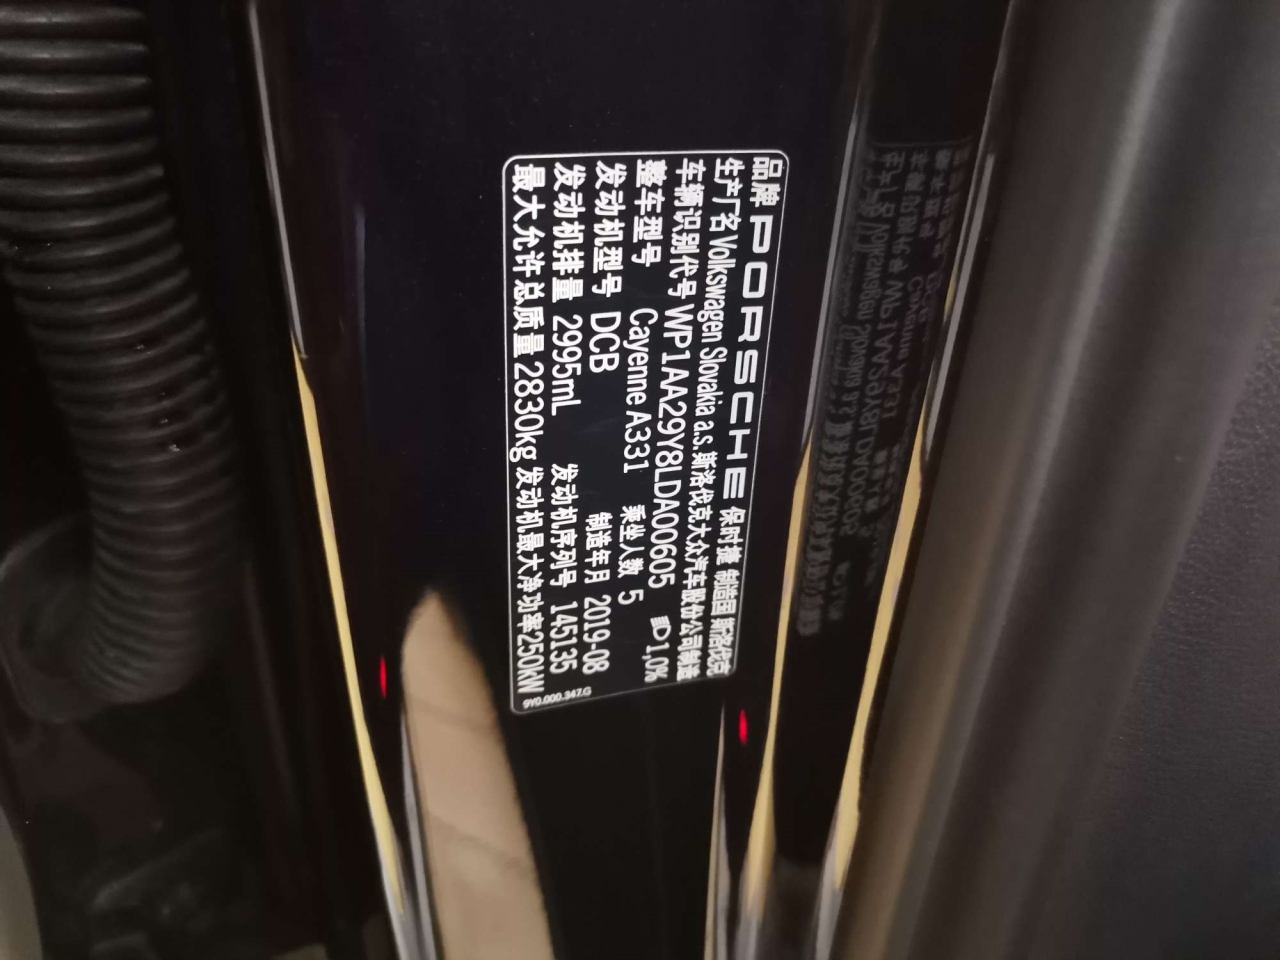 品牌 PORSCHE 保时捷 制造国 斯洛伐克
生产厂名 Volkswagen Slovakia a.s.斯洛伐克大众汽车股份公司制造
车辆识别代号 WP1AA29Y8LDA00605 1,0%
整车型号 Cayenne A331 乘坐人数 5
发动机型号 DCB 制造年月 2019-08
发动机排量 2995mL 发动机序列号 145135
最大允许总质量 2830kg 发动机最大净功率250kW
9Y0.000.347.G